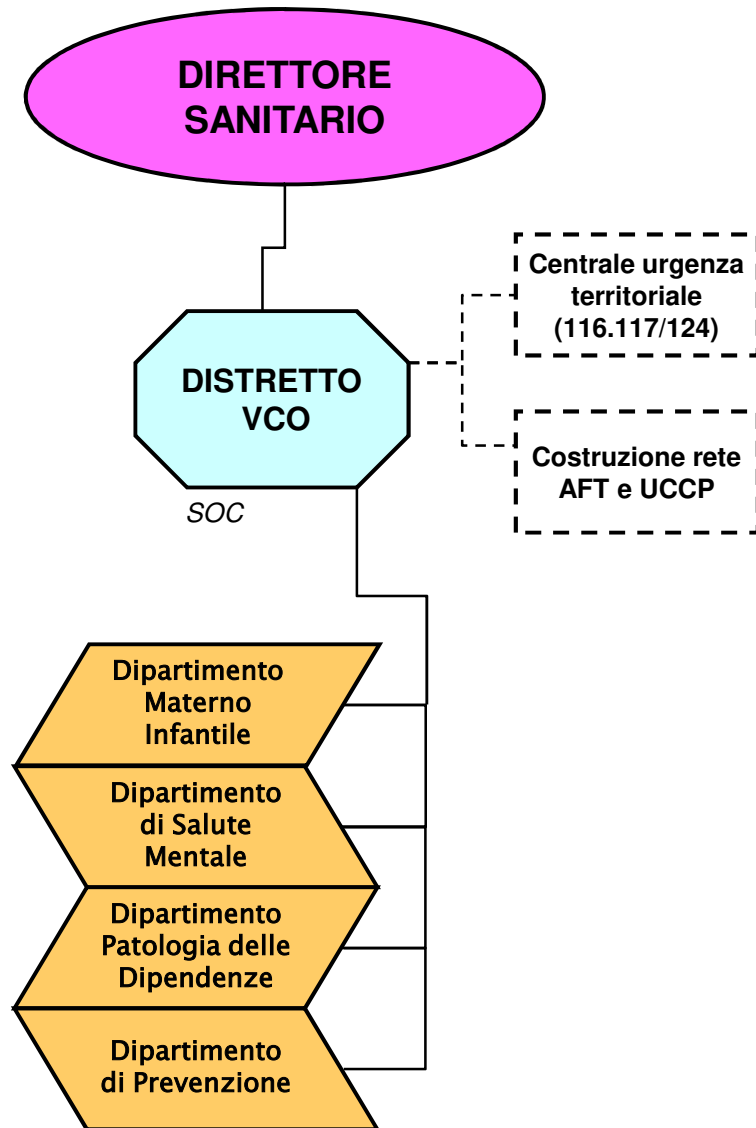 DIRETTORE
SANITARIO
Centrale urgenza
territoriale
(116.117/124)
DISTRETTO
VCO
Costruzione rete
AFT e UCCP
SOC
Dipartimento
Materno
Infantile
Dipartimento
di Salute
Mentale
Dipartimento
Patologia delle
Dipendenze
Dipartimento
di Prevenzione